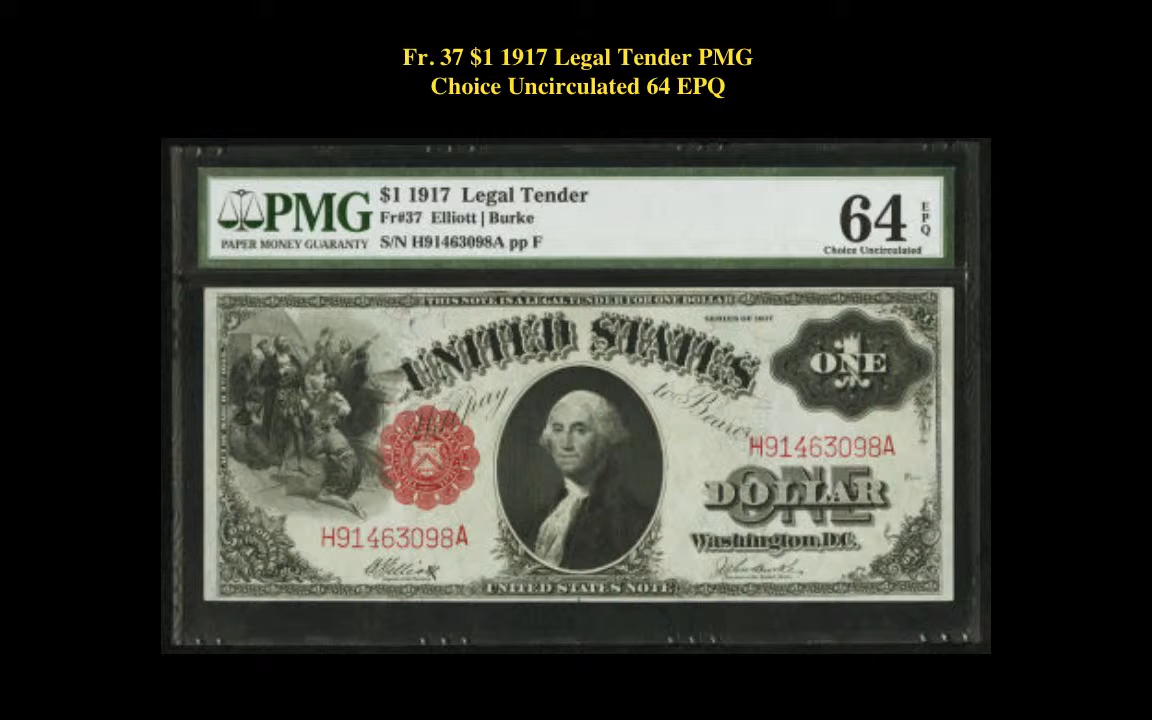 Fr. 37 $1 1917 Legal Tender PMG
Choice Uncirculated 64 EPQ
PMG
PAPER MONEY GUARANTY
$1 1917 Legal Tender
Fr#37 Elliott | Burke
S/N H91463098A pp F
64
EPQ
Choice Uncirculated
THIS NOTE IS A LEGAL TENDER FOR ONE DOLLAR
SERIES OF 1917
UNITED STATES
ONE
Will pay to Bearer
H91463098A
ONE
DOLLAR
Washington, D.C.
H91463098A
UNITED STATES NOTE